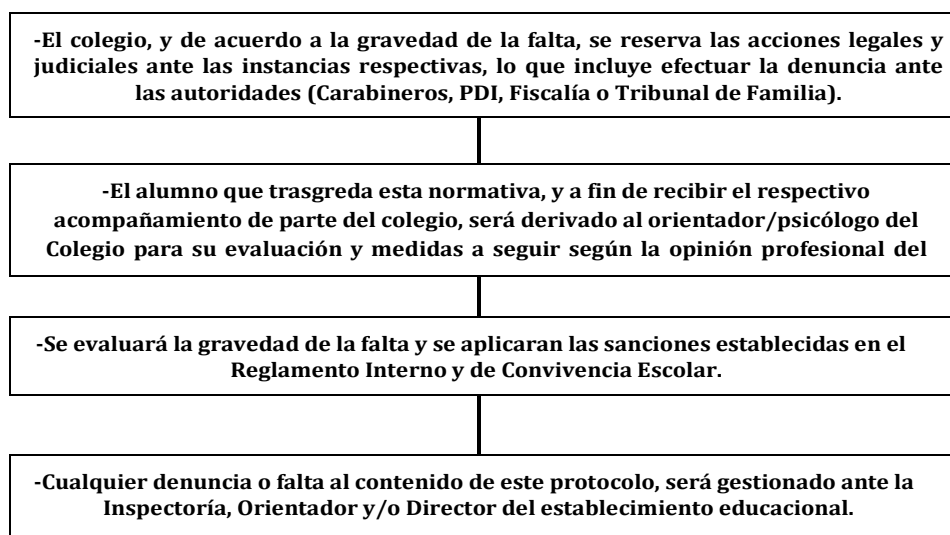 -El colegio, y de acuerdo a la gravedad de la falta, se reserva las acciones legales y
judiciales ante las instancias respectivas, lo que incluye efectuar la denuncia ante
las autoridades (Carabineros, PDI, Fiscalía o Tribunal de Familia).
-El alumno que trasgreda esta normativa, y a fin de recibir el respectivo
acompañamiento de parte del colegio, será derivado al orientador/psicólogo del
Colegio para su evaluación y medidas a seguir según la opinión profesional del
-Se evaluará la gravedad de la falta y se aplicaran las sanciones establecidas en el
Reglamento Interno y de Convivencia Escolar.
-Cualquier denuncia o falta al contenido de este protocolo, será gestionado ante la
Inspectoría, Orientador y/o Director del establecimiento educacional.